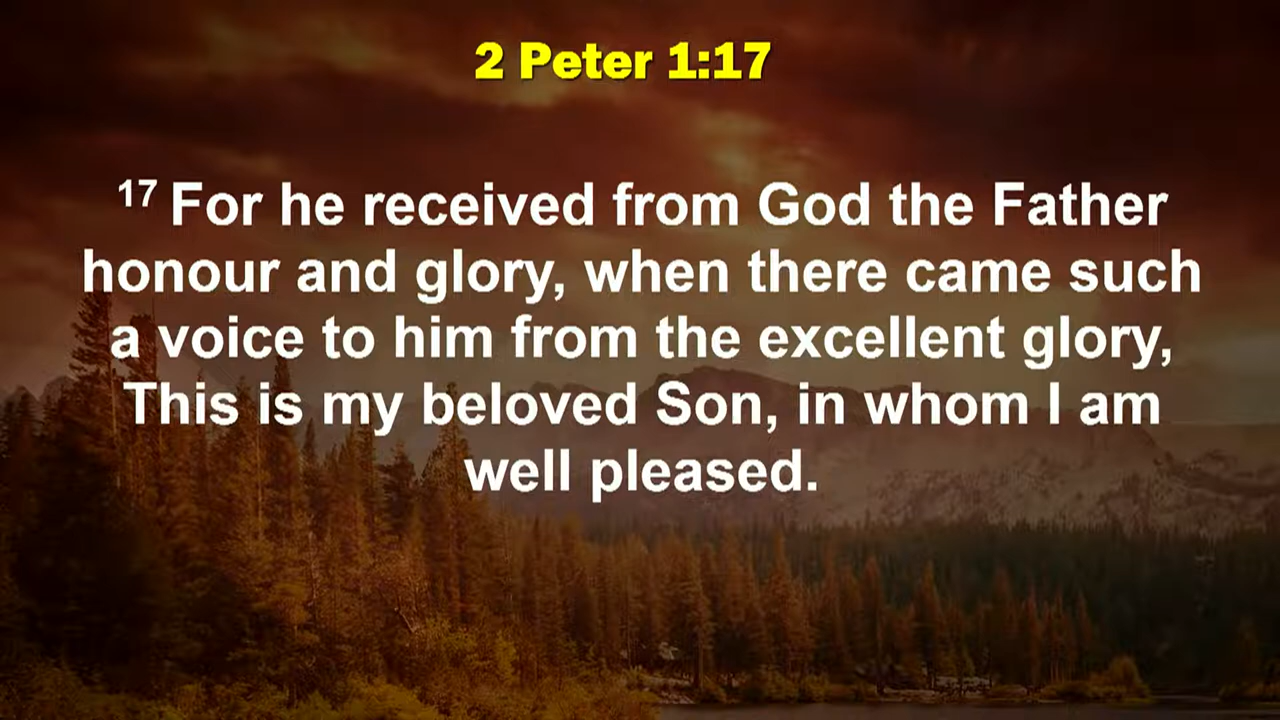 2 Peter 1:17
17 For he received from God the Father
honour and glory, when there came such
a voice to him from the excellent glory,
This is my beloved Son, in whom I am
well pleased.